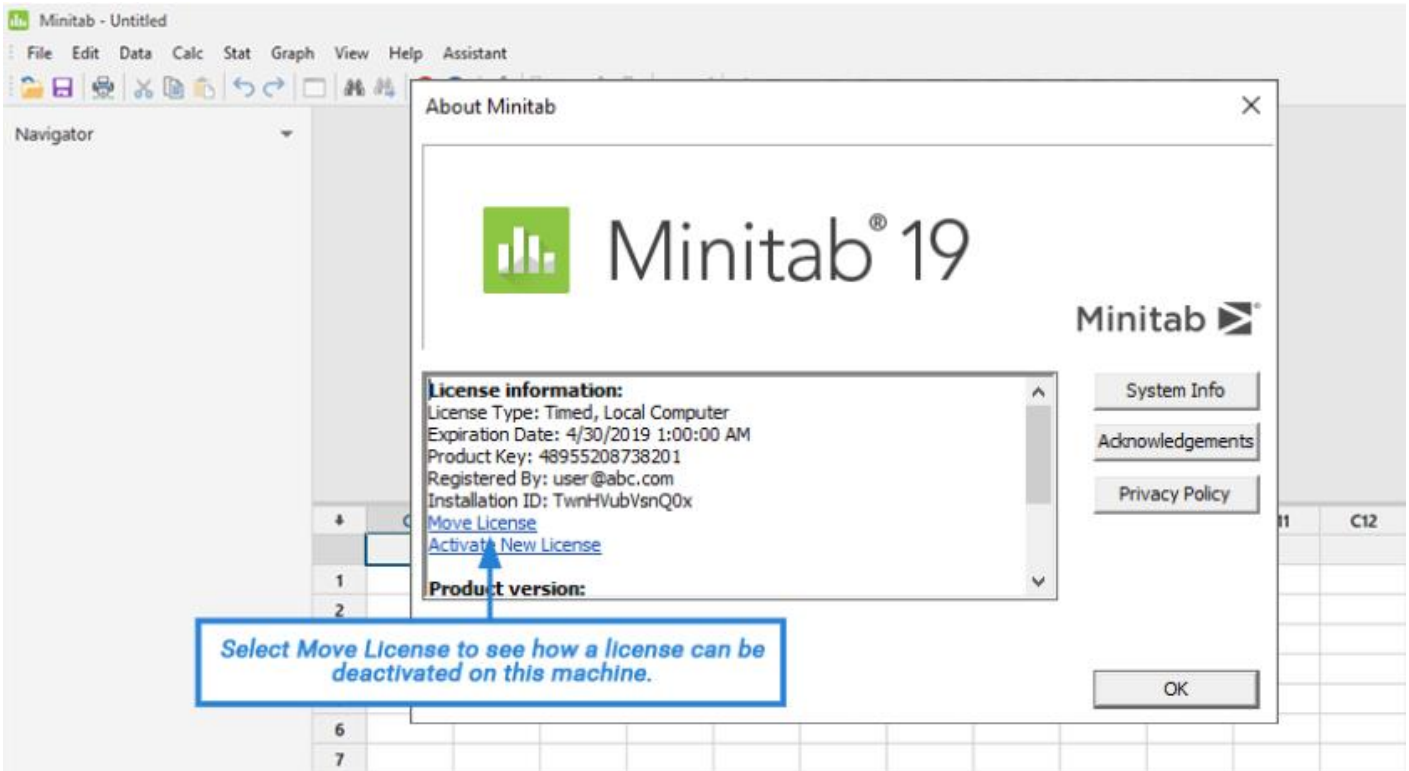 Minitab - Untitled
File Edit Data Calc Stat Graph View Help Assistant
About Minitab
Navigator
Minitab® 19
Minitab
License information:
License Type: Timed, Local Computer
Expiration Date: 4/30/2019 1:00:00 AM
Product Key: 48955208738201
Registered By: user@abc.com
Installation ID: TwnHVubVsnQ0x
Move License
Activate New License
Product version:
System Info
Acknowledgements
Privacy Policy
C12
1
2
Select Move License to see how a license can be
deactivated on this machine.
OK
6
7